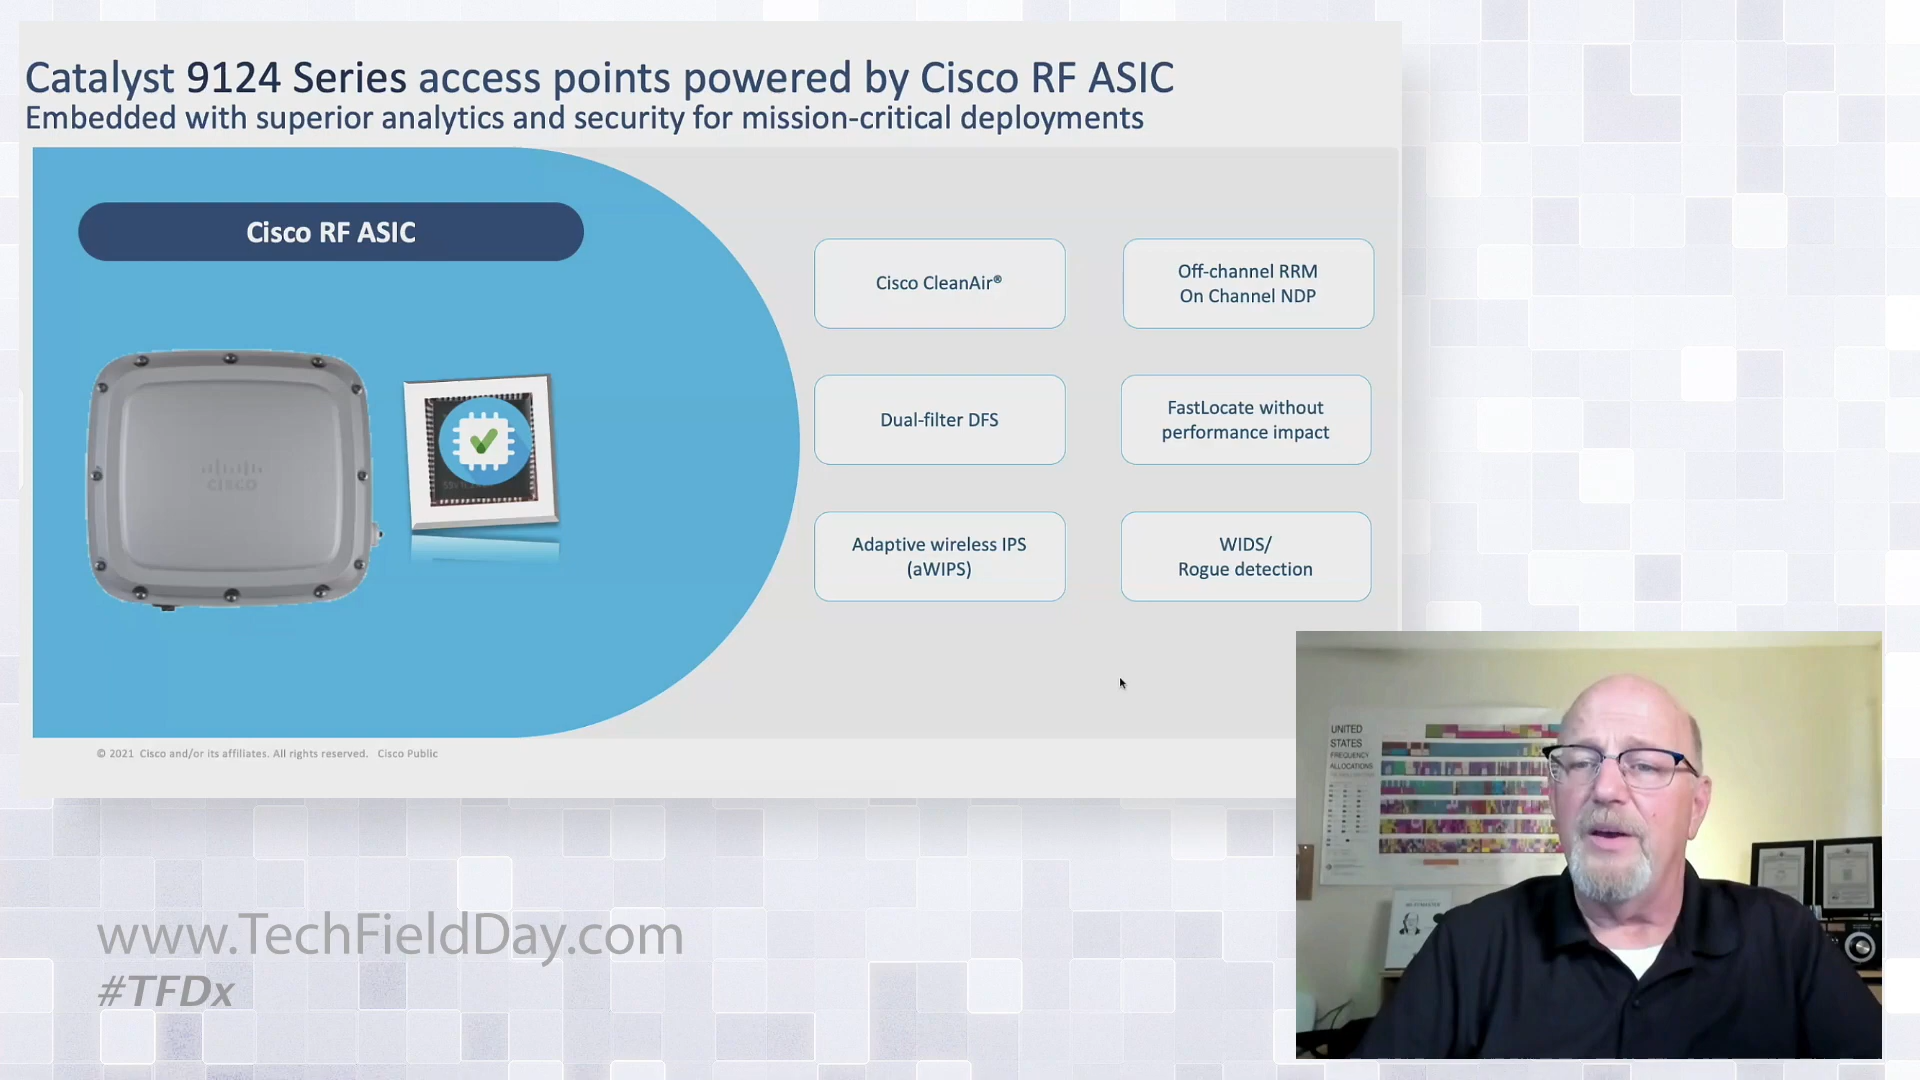 Catalyst 9124 Series access points powered by Cisco RF ASIC
Embedded with superior analytics and security for mission-critical deployments
Cisco RF ASIC
Cisco CleanAir®
Off-channel RRM
On Channel NDP
Dual-filter DFS
FastLocate without
performance impact
Adaptive wireless IPS
(aWIPS)
WIDS/
Rogue detection
CISCO
© 2021 Cisco and/or its affiliates. All rights reserved. Cisco Public
UNITED
STATES
FREQUENCY
ALLOCATIONS
www.TechFieldDay.com
#TFDx